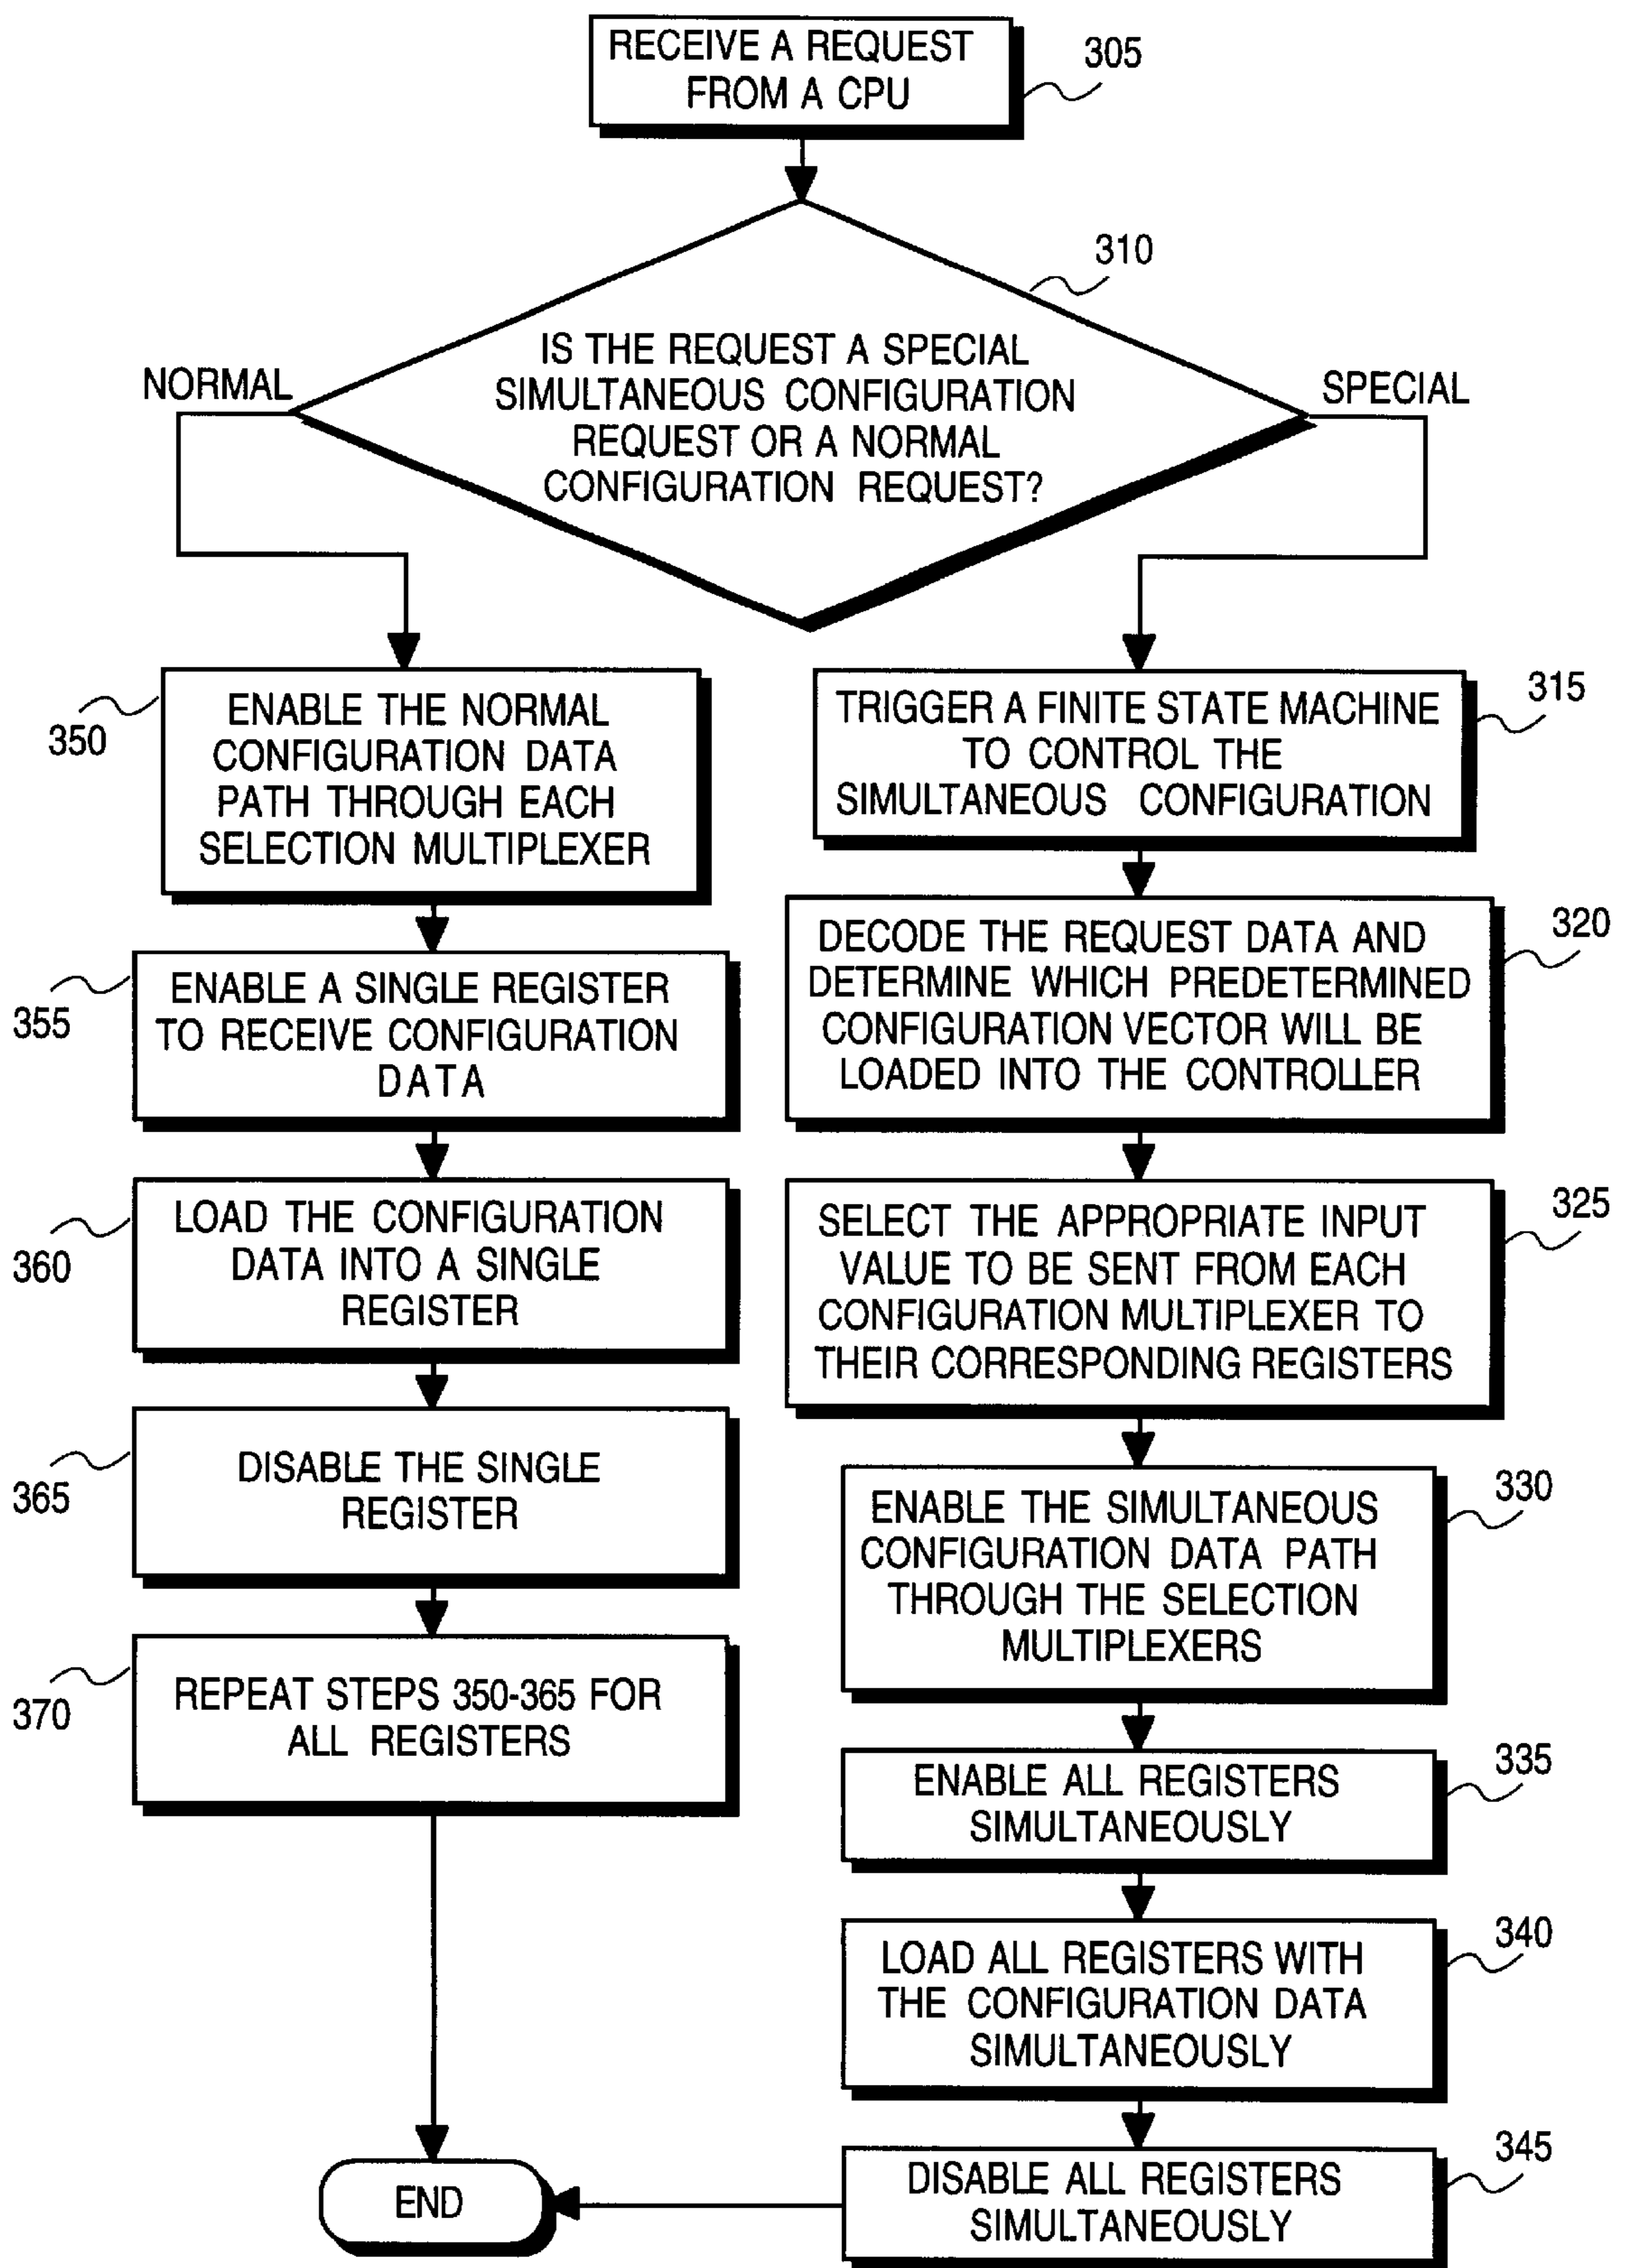 RECEIVE A REQUEST
FROM A CPU
305
310
IS THE REQUEST A SPECIAL
SIMULTANEOUS CONFIGURATION
REQUEST OR A NORMAL
CONFIGURATION REQUEST?
NORMAL
SPECIAL
350
ENABLE THE NORMAL
CONFIGURATION DATA
PATH THROUGH EACH
SELECTION MULTIPLEXER
355
ENABLE A SINGLE REGISTER
TO RECEIVE CONFIGURATION
DATA
360
LOAD THE CONFIGURATION
DATA INTO A SINGLE
REGISTER
365
DISABLE THE SINGLE
REGISTER
370
REPEAT STEPS 350-365 FOR
ALL REGISTERS
315
TRIGGER A FINITE STATE MACHINE
TO CONTROL THE
SIMULTANEOUS CONFIGURATION
320
DECODE THE REQUEST DATA AND
DETERMINE WHICH PREDETERMINED
CONFIGURATION VECTOR WILL BE
LOADED INTO THE CONTROLLER
325
SELECT THE APPROPRIATE INPUT
VALUE TO BE SENT FROM EACH
CONFIGURATION MULTIPLEXER TO
THEIR CORRESPONDING REGISTERS
330
ENABLE THE SIMULTANEOUS
CONFIGURATION DATA PATH
THROUGH THE SELECTION
MULTIPLEXERS
335
ENABLE ALL REGISTERS
SIMULTANEOUSLY
340
LOAD ALL REGISTERS WITH
THE CONFIGURATION DATA
SIMULTANEOUSLY
345
DISABLE ALL REGISTERS
SIMULTANEOUSLY
END